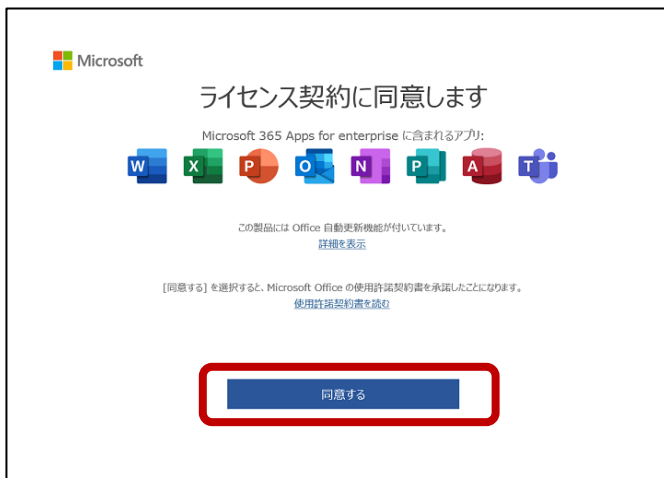 Microsoft
ライセンス契約に同意します
Microsoft 365 Apps for enterprise に含まれるアプリ:
W X P O N P A T
この製品には Office 自動更新機能が付いています。
詳細を表示
[同意する] を選択すると、Microsoft Office の使用許諾契約書を承諾したことになります。
使用許諾契約書を読む
同意する